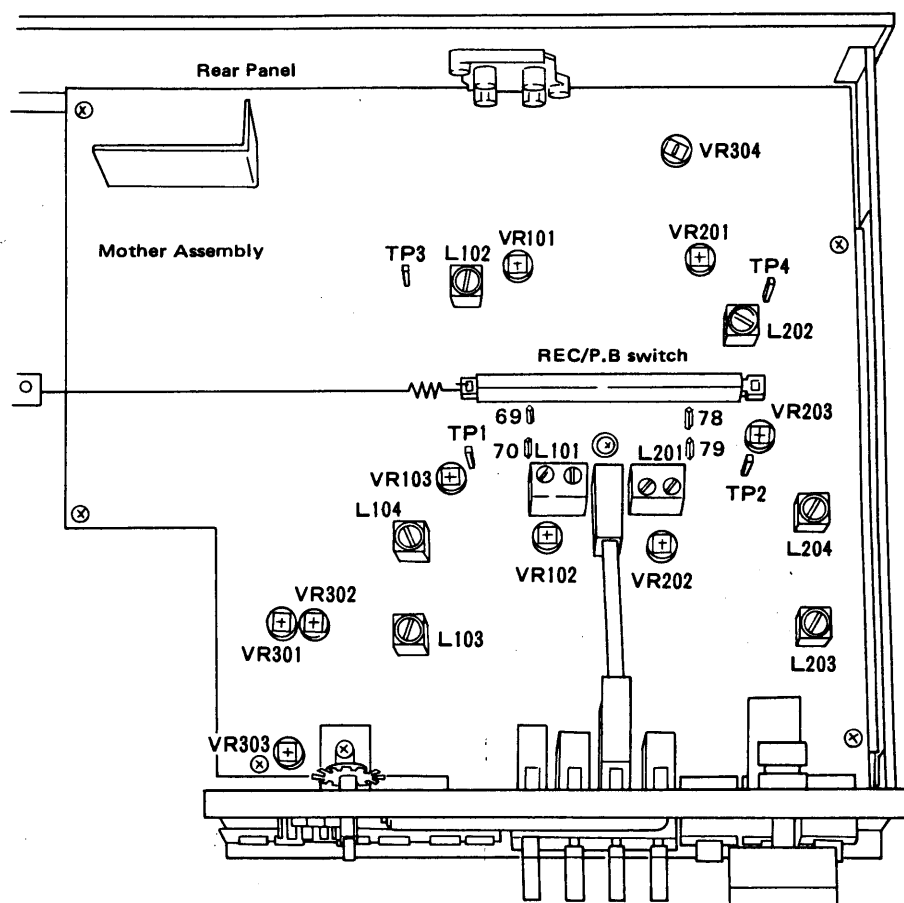 Rear Panel
VR304
Mother Assembly
TP3
L102
VR101
VR201
TP4
L202
REC/P.B switch
69
78
VR203
TP1
70
L101
L201
79
VR103
TP2
L104
VR102
VR202
L204
VR302
VR301
L103
L203
VR303